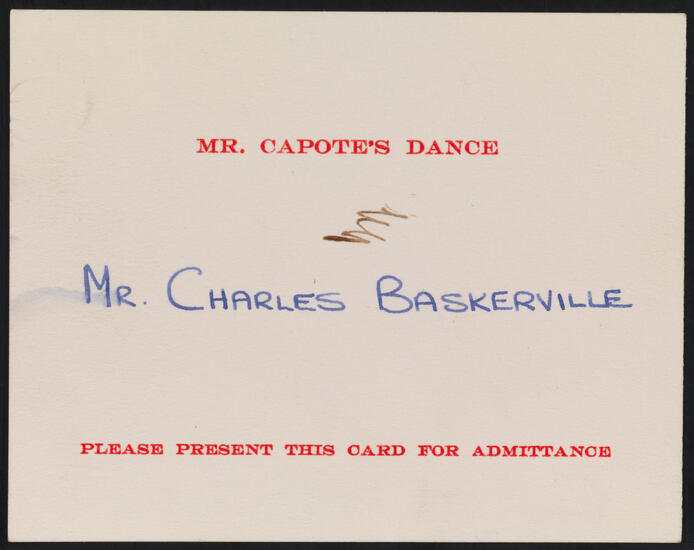 MR. CAPOTE'S DANCE
MR. CHARLES BASKERVILLE
PLEASE PRESENT THIS CARD FOR ADMITTANCE